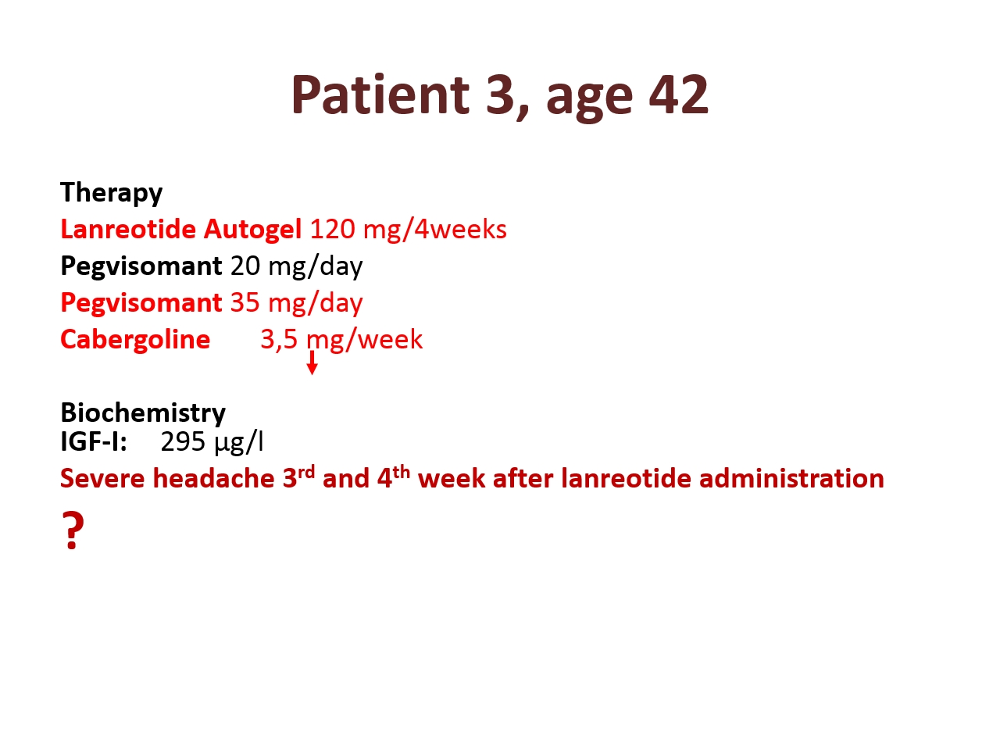 Patient 3, age 42
Therapy
Lanreotide Autogel 120 mg/4weeks
Pegvisomant 20 mg/day
Pegvisomant 35 mg/day
Cabergoline 3,5 mg/week
Biochemistry
IGF-I: 295 µg/l
Severe headache 3rd and 4th week after lanreotide administration
?